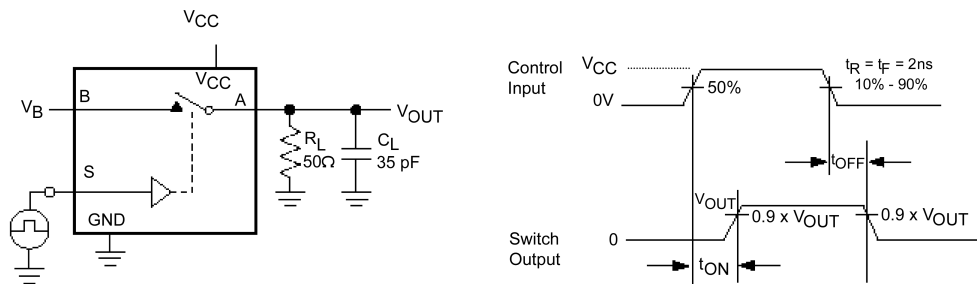 VCC
VCC
VB
B
A
VOUT
RL
50Ω
CL
35 pF
S
GND
Control
Input
VCC
0V
50%
tR = tF = 2ns
10% - 90%
tOFF
VOUT
0.9 x VOUT
0.9 x VOUT
Switch
Output
0
tON